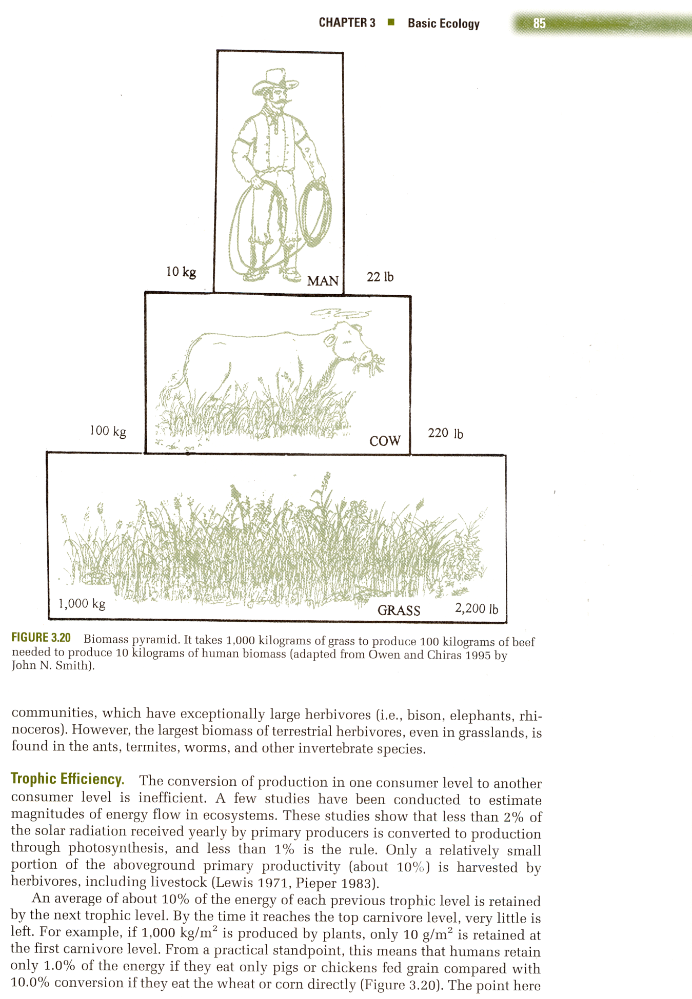 CHAPTER 3 ■ Basic Ecology 85
10 kg
MAN
22 lb
100 kg
COW
220 lb
1,000 kg
GRASS
2,200 lb
FIGURE 3.20 Biomass pyramid. It takes 1,000 kilograms of grass to produce 100 kilograms of beef
needed to produce 10 kilograms of human biomass (adapted from Owen and Chiras 1995 by
John N. Smith).
communities, which have exceptionally large herbivores (i.e., bison, elephants, rhi-
noceros). However, the largest biomass of terrestrial herbivores, even in grasslands, is
found in the ants, termites, worms, and other invertebrate species.
Trophic Efficiency. The conversion of production in one consumer level to another
consumer level is inefficient. A few studies have been conducted to estimate
magnitudes of energy flow in ecosystems. These studies show that less than 2% of
the solar radiation received yearly by primary producers is converted to production
through photosynthesis, and less than 1% is the rule. Only a relatively small
portion of the aboveground primary productivity (about 10%) is harvested by
herbivores, including livestock (Lewis 1971, Pieper 1983).
An average of about 10% of the energy of each previous trophic level is retained
by the next trophic level. By the time it reaches the top carnivore level, very little is
left. For example, if 1,000 kg/m² is produced by plants, only 10 g/m² is retained at
the first carnivore level. From a practical standpoint, this means that humans retain
only 1.0% of the energy if they eat only pigs or chickens fed grain compared with
10.0% conversion if they eat the wheat or corn directly (Figure 3.20). The point here